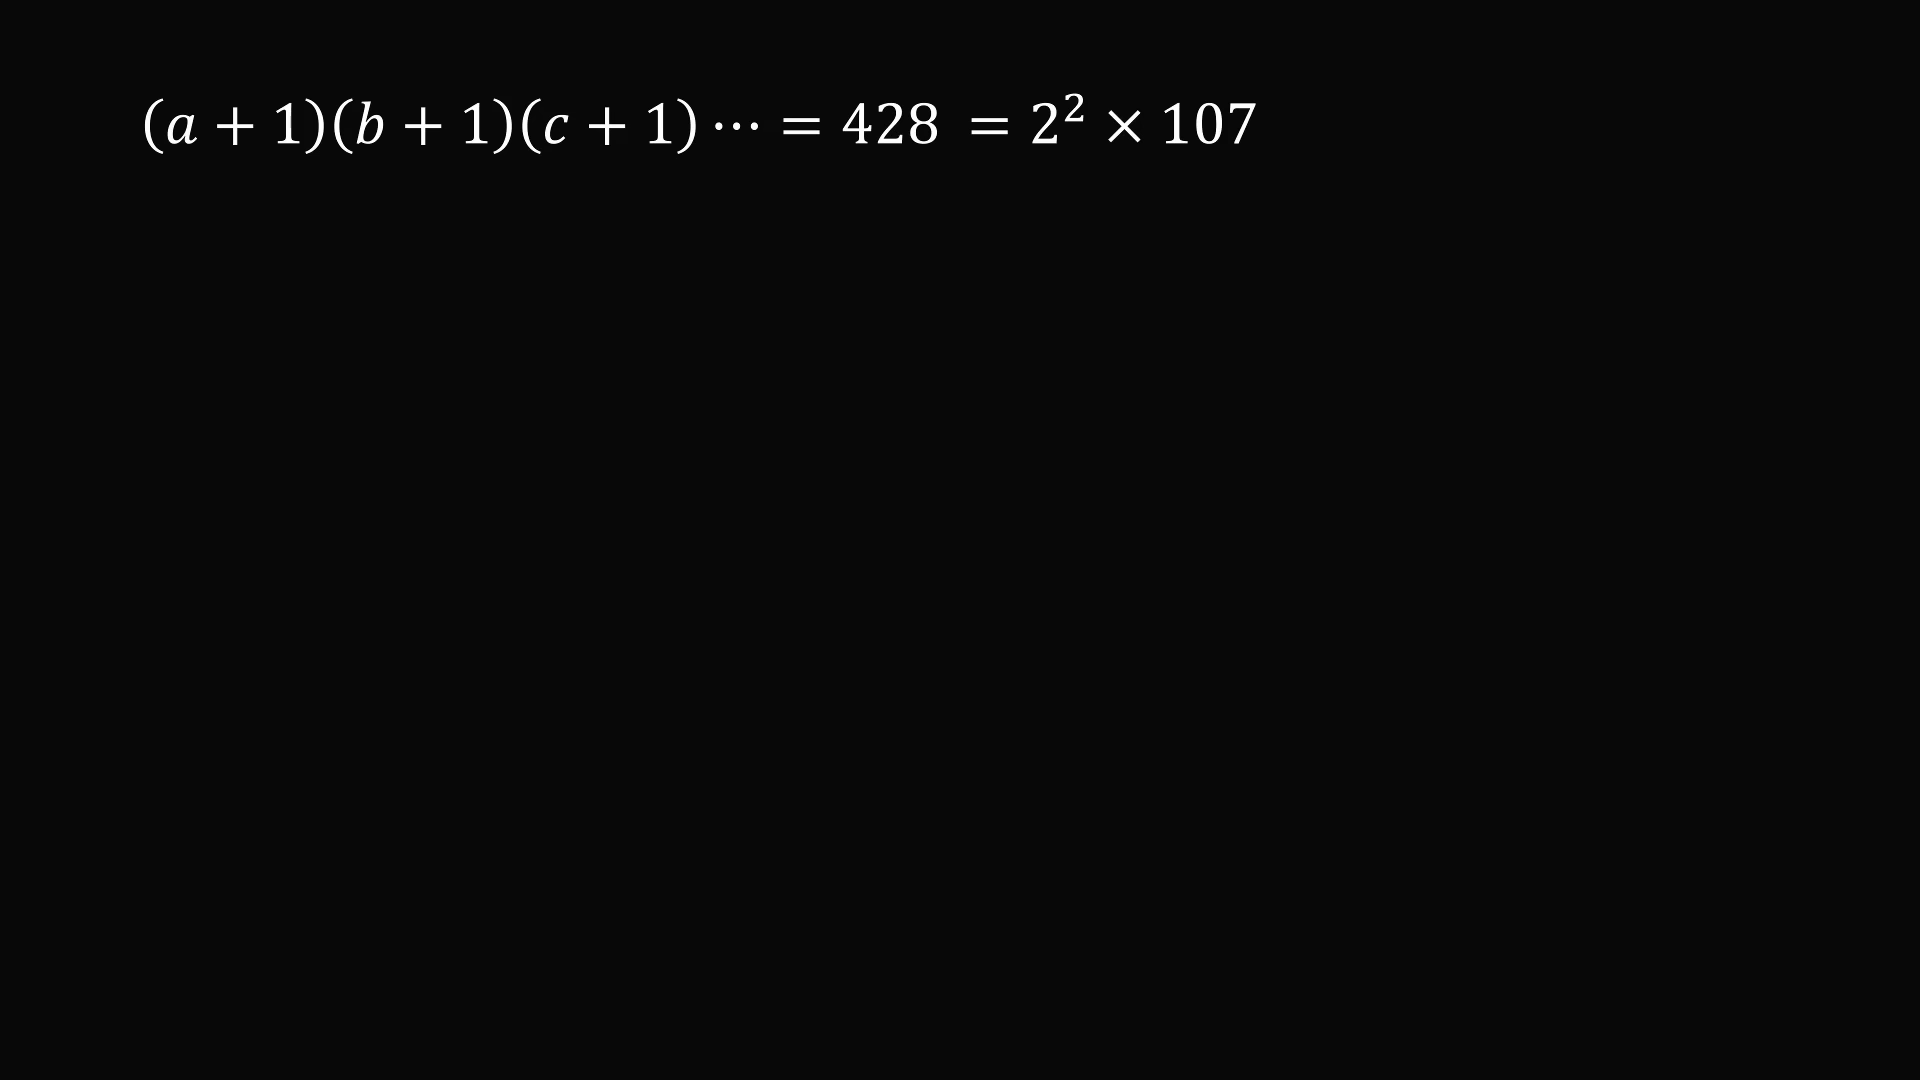 (a + 1)(b + 1)(c + 1) ⋯ = 428 = 2² × 107